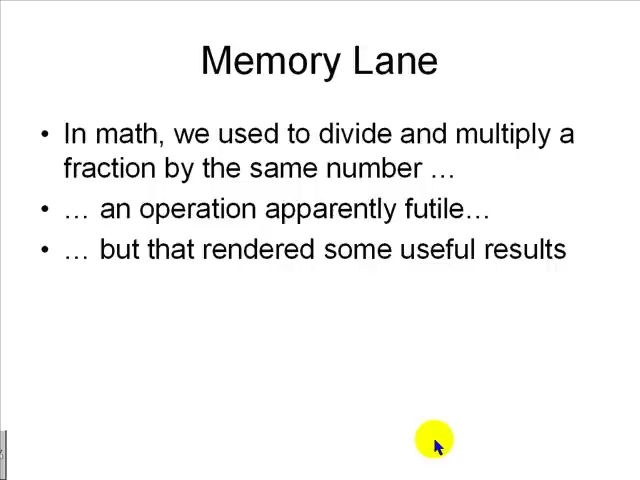 Memory Lane
• In math, we used to divide and multiply a
fraction by the same number …
• … an operation apparently futile…
• … but that rendered some useful results